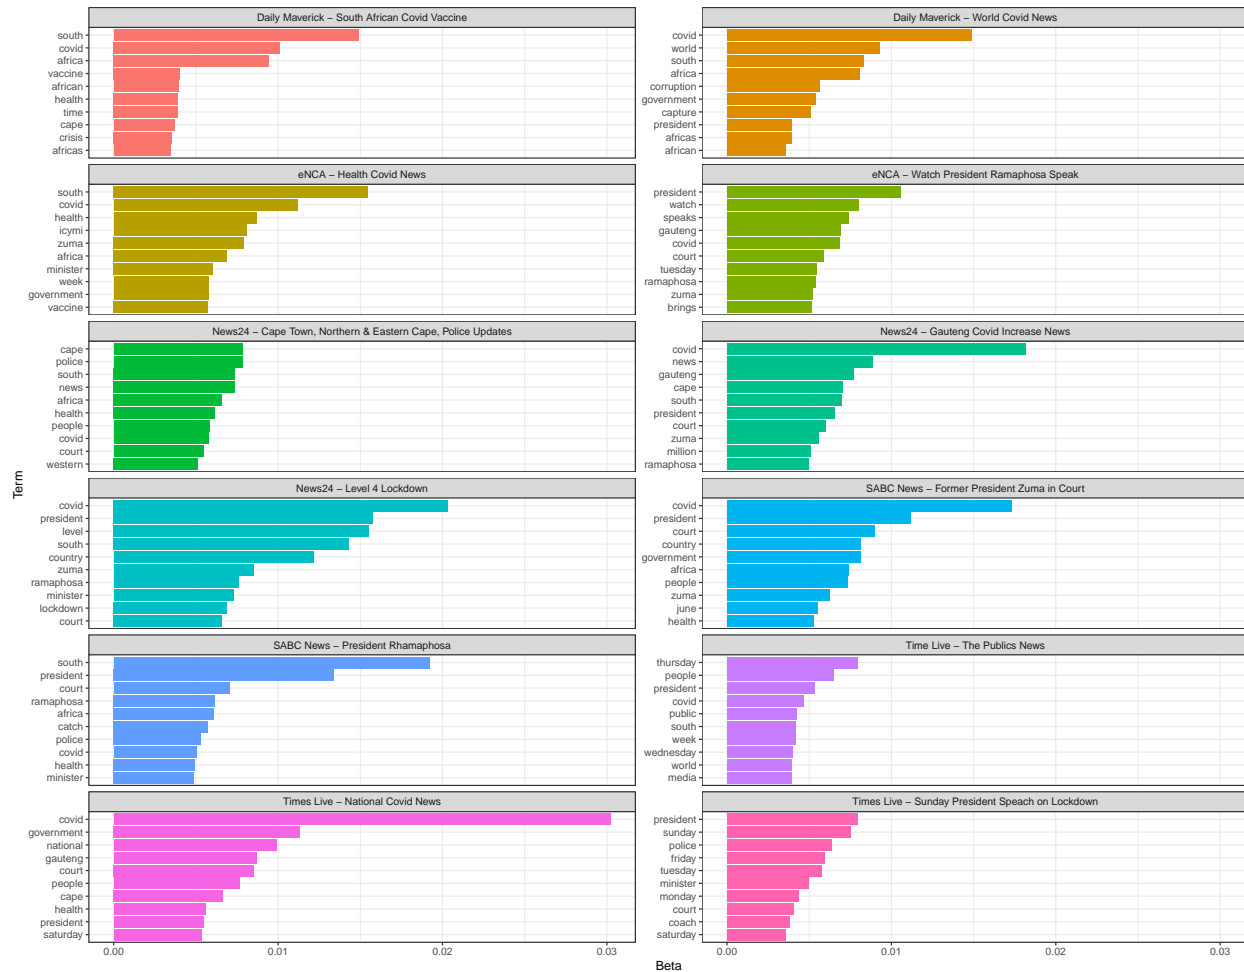 Daily Maverick – South African Covid Vaccine
south
covid
africa
vaccine
african
health
time
cape
crisis
africas
Daily Maverick – World Covid News
covid
world
south
africa
corruption
government
capture
president
africas
african
eNCA – Health Covid News
south
covid
health
icymi
zuma
africa
minister
week
government
vaccine
eNCA – Watch President Ramaphosa Speak
president
watch
speaks
gauteng
covid
court
tuesday
ramaphosa
zuma
brings
News24 – Cape Town, Northern & Eastern Cape, Police Updates
cape
police
south
news
africa
health
people
covid
court
western
News24 – Gauteng Covid Increase News
covid
news
gauteng
cape
south
president
court
zuma
million
ramaphosa
News24 – Level 4 Lockdown
covid
president
level
south
country
zuma
ramaphosa
minister
lockdown
court
SABC News – Former President Zuma in Court
covid
president
court
country
government
africa
people
zuma
june
health
SABC News – President Rhamaphosa
south
president
court
ramaphosa
africa
catch
police
covid
health
minister
Time Live – The Publics News
thursday
people
president
covid
public
south
week
wednesday
world
media
Times Live – National Covid News
covid
government
national
gauteng
court
people
cape
health
president
saturday
Times Live – Sunday President Speach on Lockdown
president
sunday
police
friday
tuesday
minister
monday
court
coach
saturday
0.00 0.01 0.02 0.03
0.00 0.01 0.02 0.03
Beta
Term